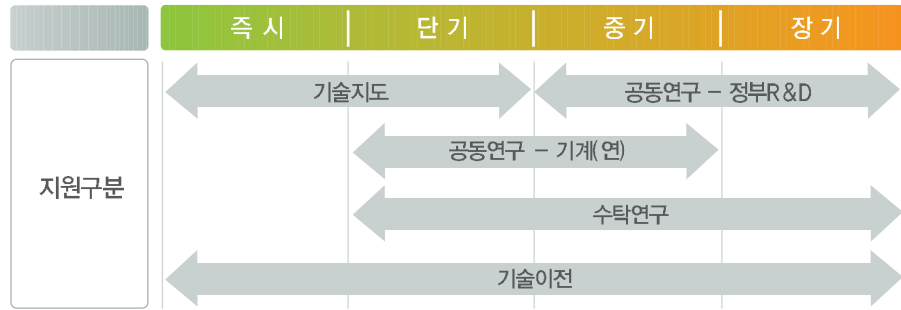 즉 시 단 기 중 기 장 기
기술지도 공동연구 - 정부R&D
공동연구 - 기계(연)
지원구분
수탁연구
기술이전